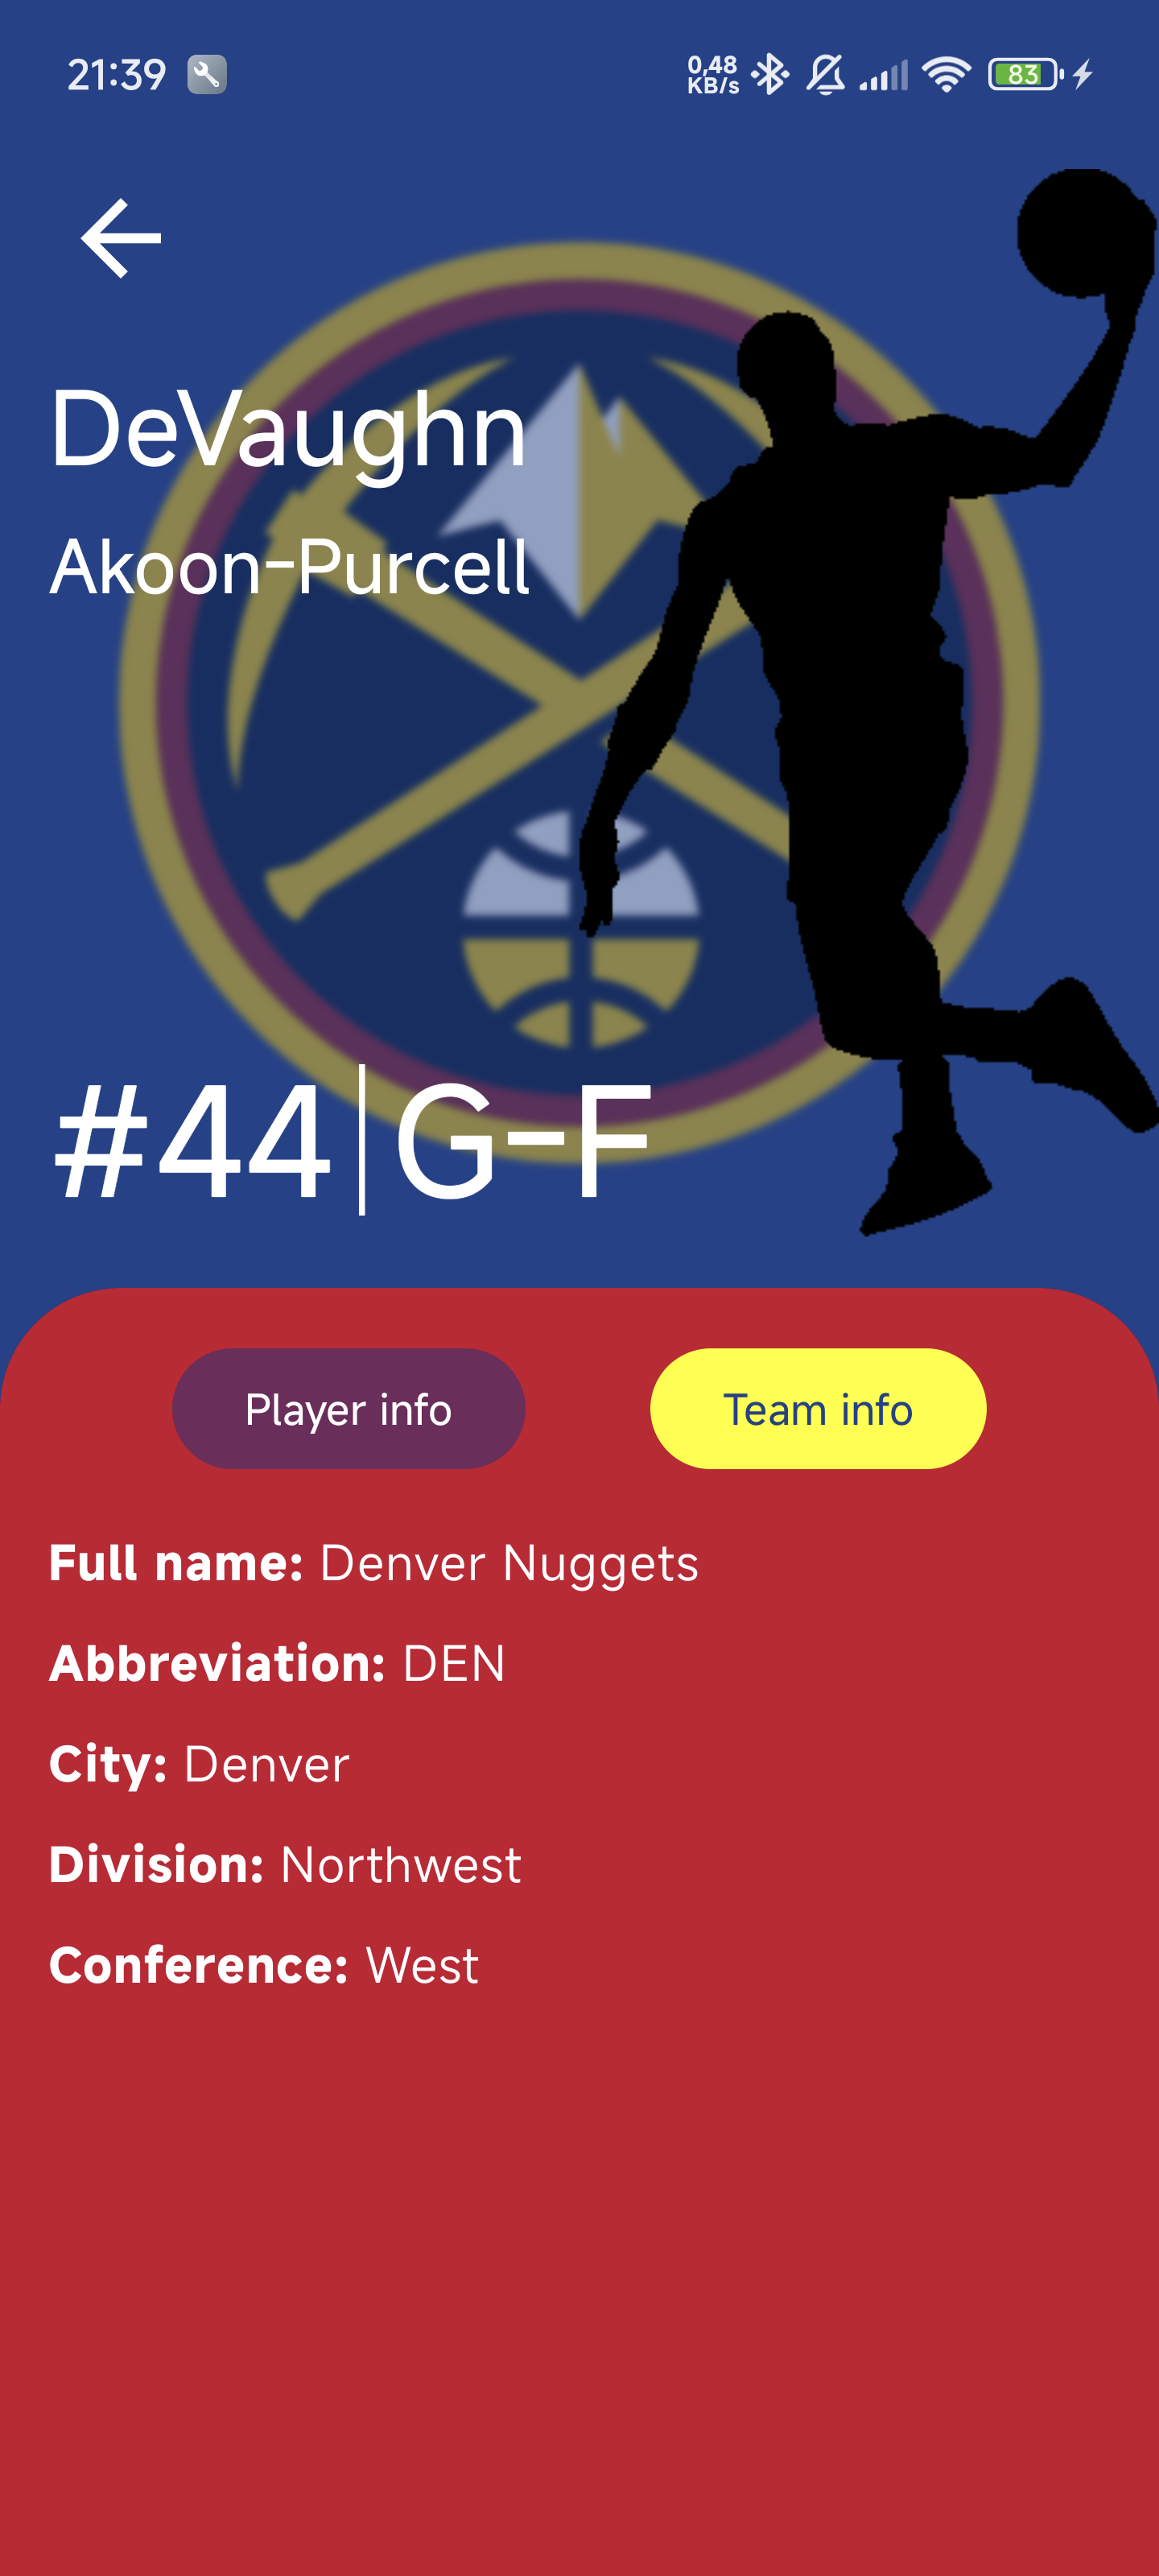 21:39
0,48
KB/s
83
DeVaughn
Akoon-Purcell
#44 G-F
Player info
Team info
Full name: Denver Nuggets
Abbreviation: DEN
City: Denver
Division: Northwest
Conference: West